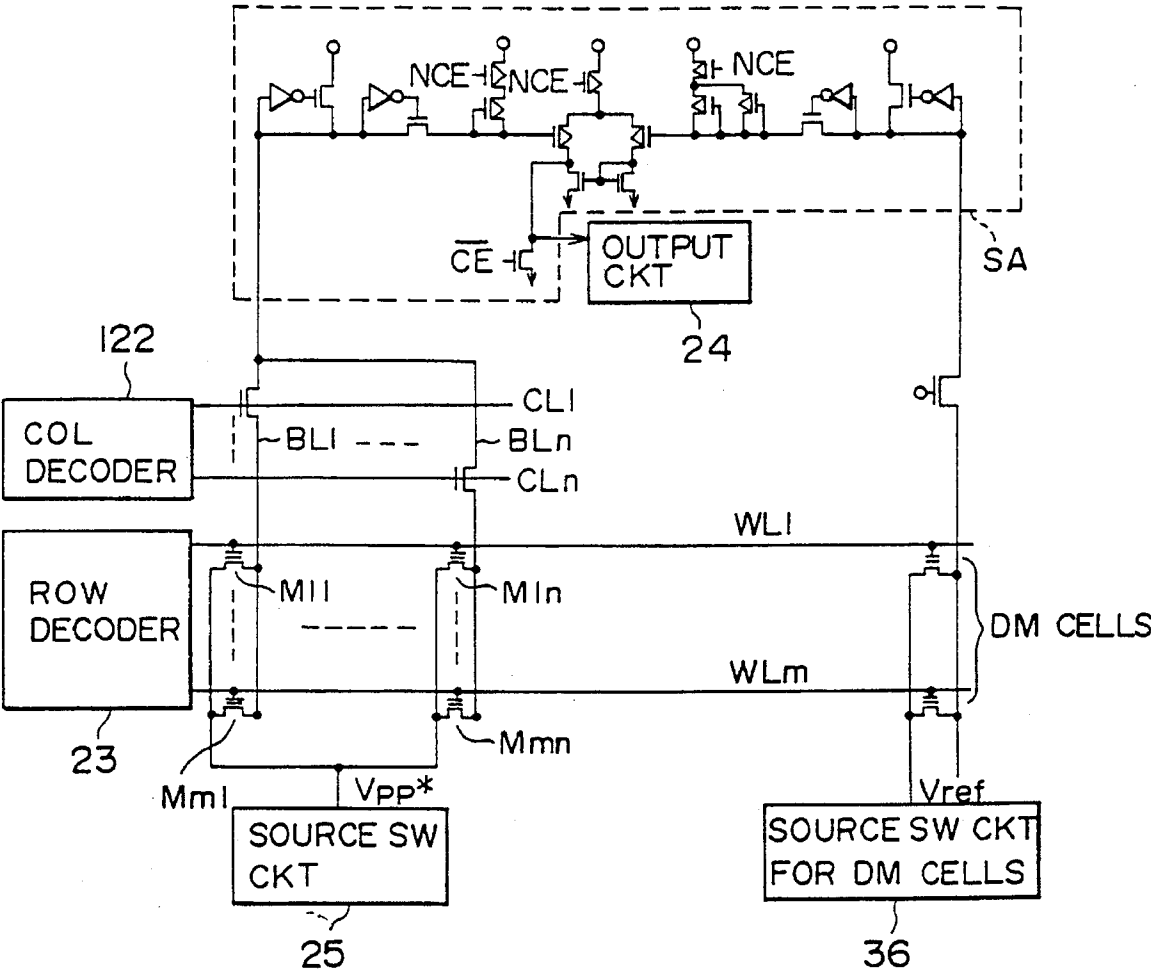 NCE
NCE
NCE
CE
OUTPUT
CKT
SA
24
122
COL
DECODER
CL1
BL1
BLn
CLn
WL1
ROW
DECODER
M11
M1n
DM CELLS
WLm
23
Mm1
Mmn
VPP*
Vref
SOURCE SW
CKT
SOURCE SW CKT
FOR DM CELLS
25
36